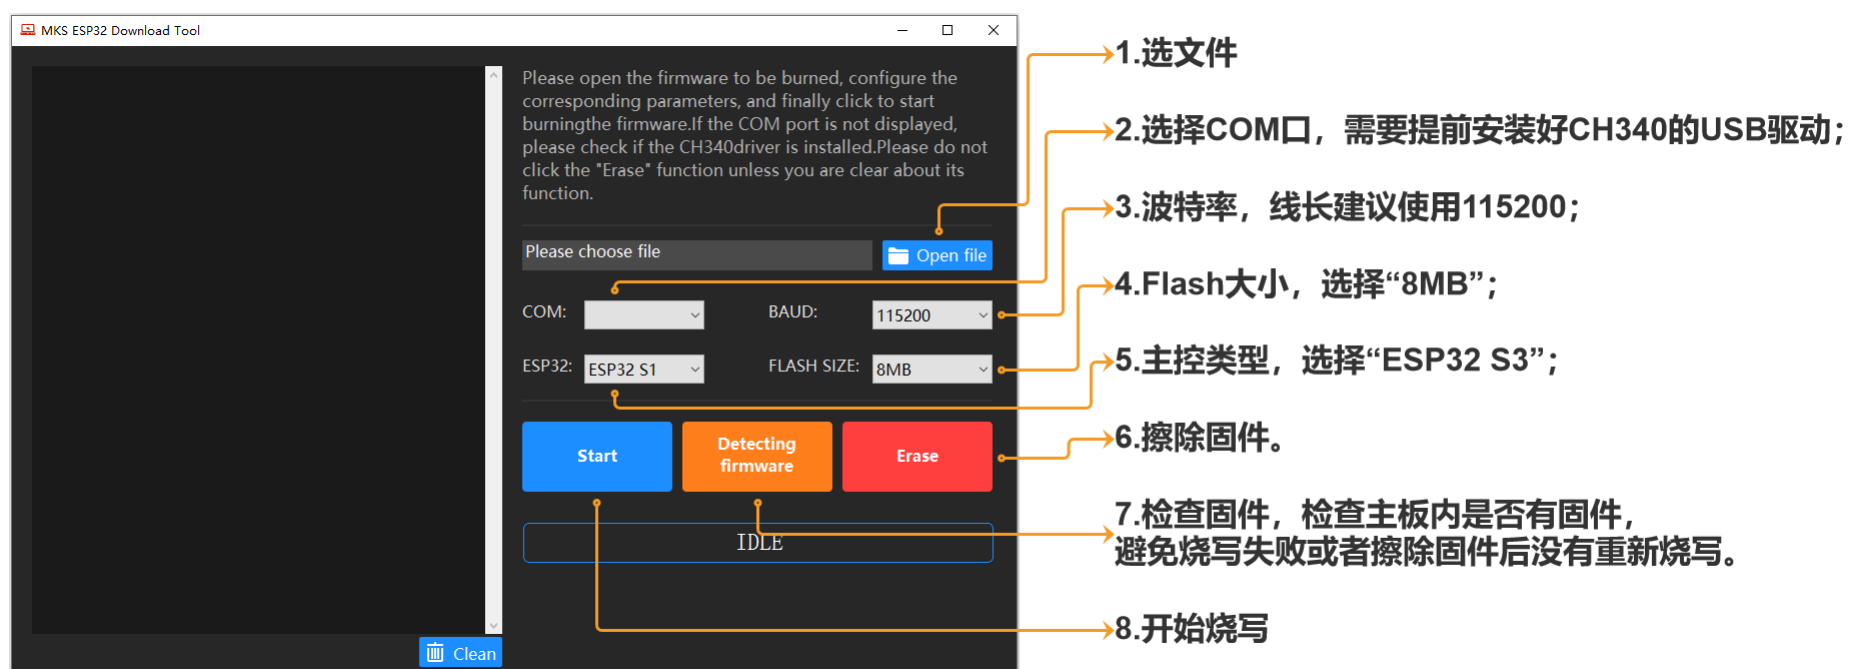 MKS ESP32 Download Tool
Please open the firmware to be burned, configure the
corresponding parameters, and finally click to start
burningthe firmware.If the COM port is not displayed,
please check if the CH340driver is installed.Please do not
click the "Erase" function unless you are clear about its
function.
Please choose file
Open file
COM:
BAUD:
115200
ESP32:
ESP32 S1
FLASH SIZE:
8MB
Start
Detecting
firmware
Erase
IDLE
Clean
1.选文件
2.选择COM口，需要提前安装好CH340的USB驱动；
3.波特率，线长建议使用115200；
4.Flash大小，选择“8MB”；
5.主控类型，选择“ESP32 S3”；
6.擦除固件。
7.检查固件，检查主板内是否有固件，
避免烧写失败或者擦除固件后没有重新烧写。
8.开始烧写